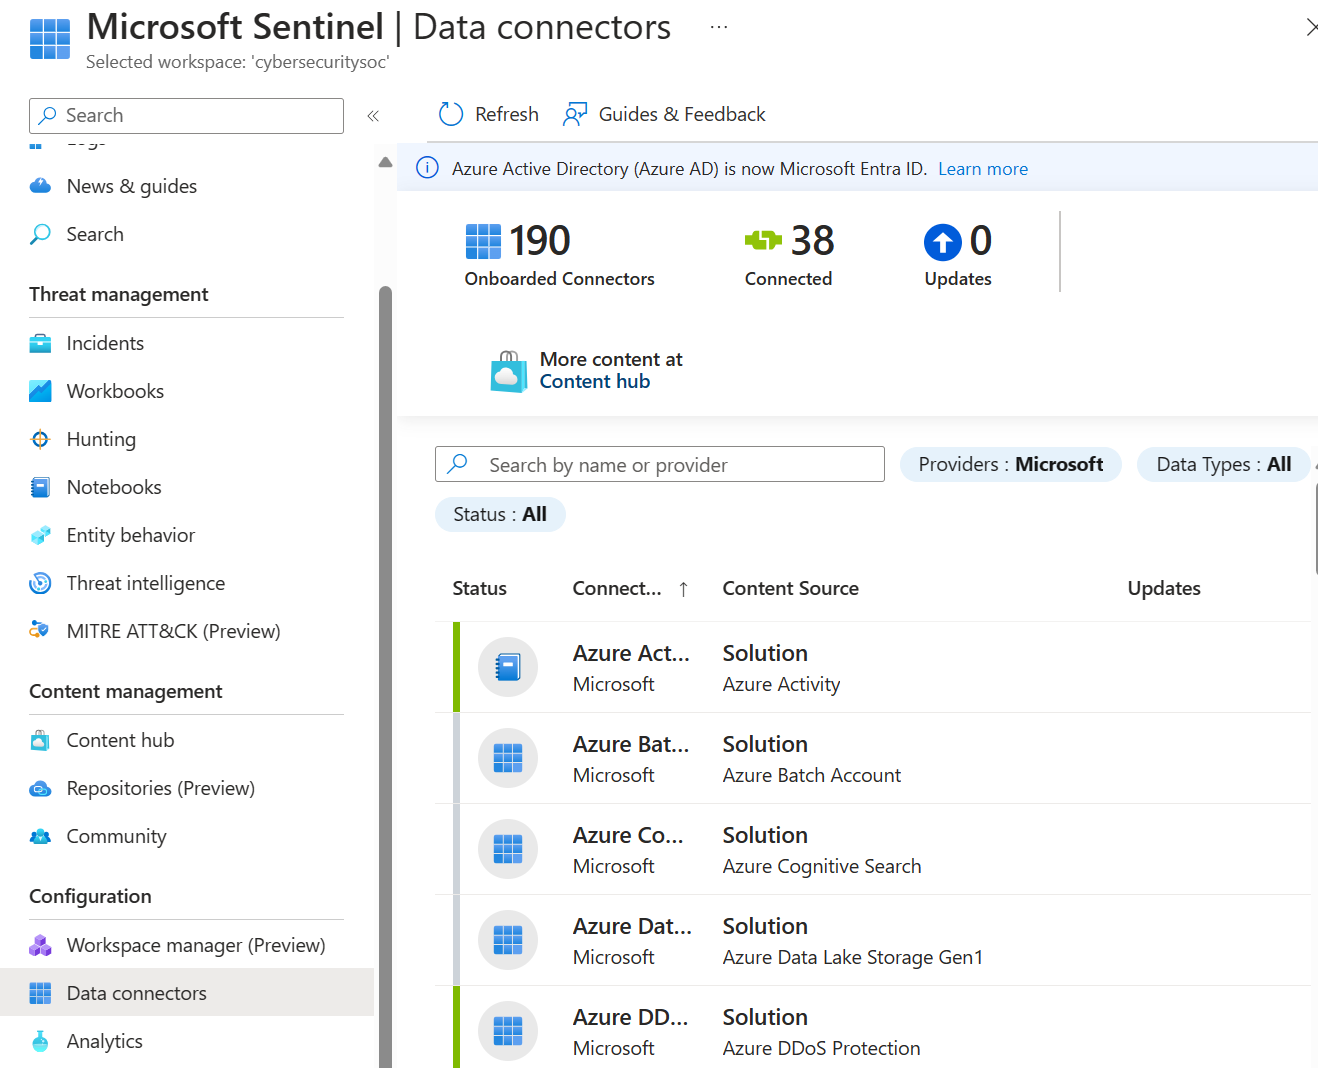 Microsoft Sentinel | Data connectors ...
Selected workspace: 'cybersecuritysoc'
Search
«
News & guides
Search
Threat management
Incidents
Workbooks
Hunting
Notebooks
Entity behavior
Threat intelligence
MITRE ATT&CK (Preview)
Content management
Content hub
Repositories (Preview)
Community
Configuration
Workspace manager (Preview)
Data connectors
Analytics
Refresh
Guides & Feedback
Azure Active Directory (Azure AD) is now Microsoft Entra ID. Learn more
190
Onboarded Connectors
38
Connected
0
Updates
More content at
Content hub
Search by name or provider
Providers : Microsoft
Data Types : All
Status : All
Status Connect... ↑ Content Source Updates
Azure Act... Solution
Microsoft Azure Activity
Azure Bat... Solution
Microsoft Azure Batch Account
Azure Co... Solution
Microsoft Azure Cognitive Search
Azure Dat... Solution
Microsoft Azure Data Lake Storage Gen1
Azure DD... Solution
Microsoft Azure DDoS Protection